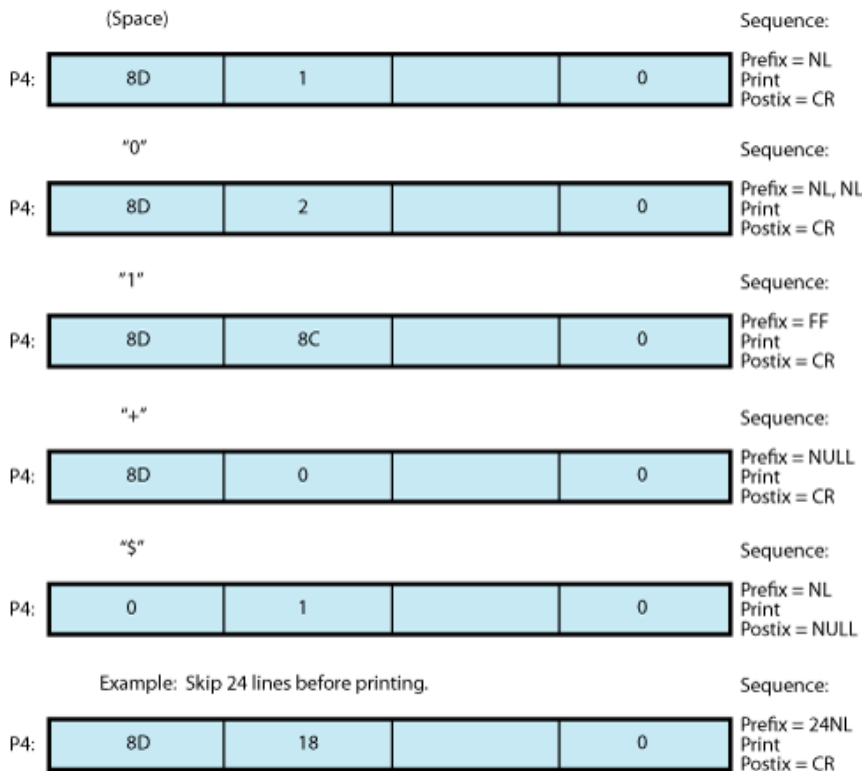 (Space) Sequence:
P4: 8D 1 0 Prefix = NL
Print
Postix = CR
"0" Sequence:
P4: 8D 2 0 Prefix = NL, NL
Print
Postix = CR
"1" Sequence:
P4: 8D 8C 0 Prefix = FF
Print
Postix = CR
"+" Sequence:
P4: 8D 0 0 Prefix = NULL
Print
Postix = CR
"$" Sequence:
P4: 0 1 0 Prefix = NL
Print
Postix = NULL
Example: Skip 24 lines before printing. Sequence:
P4: 8D 18 0 Prefix = 24NL
Print
Postix = CR